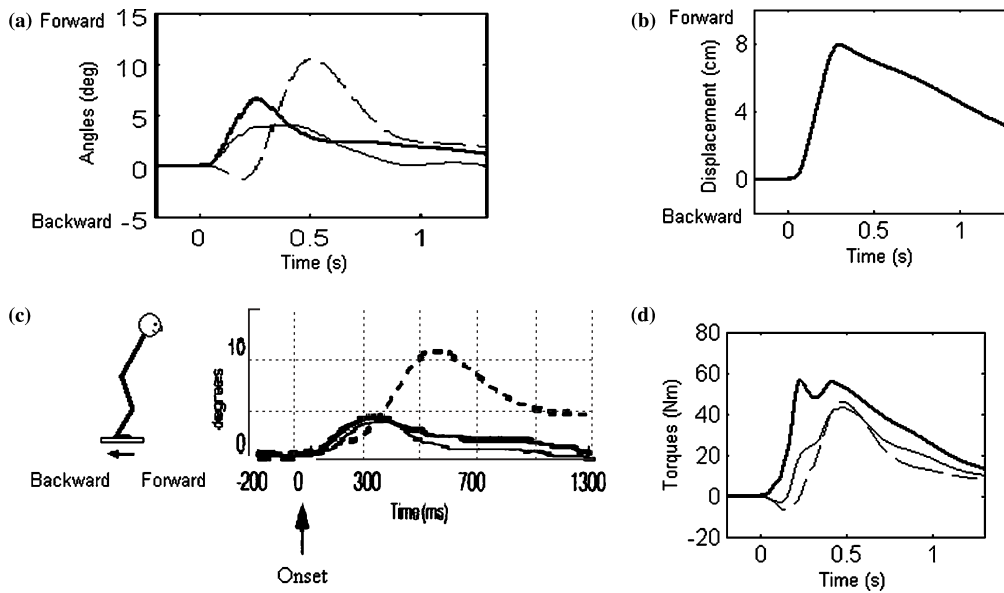 (a)
Forward
15
10
5
0
-5
Backward
Angles (deg)
0
0.5
1
Time (s)
(b)
Forward
8
4
0
Backward
Displacement (cm)
0
0.5
1
Time (s)
(c)
Backward
Forward
10
0
degrees
-200
0
300
700
1300
Time (ms)
Onset
(d)
80
60
40
20
0
-20
Torques (Nm)
0
0.5
1
Time (s)